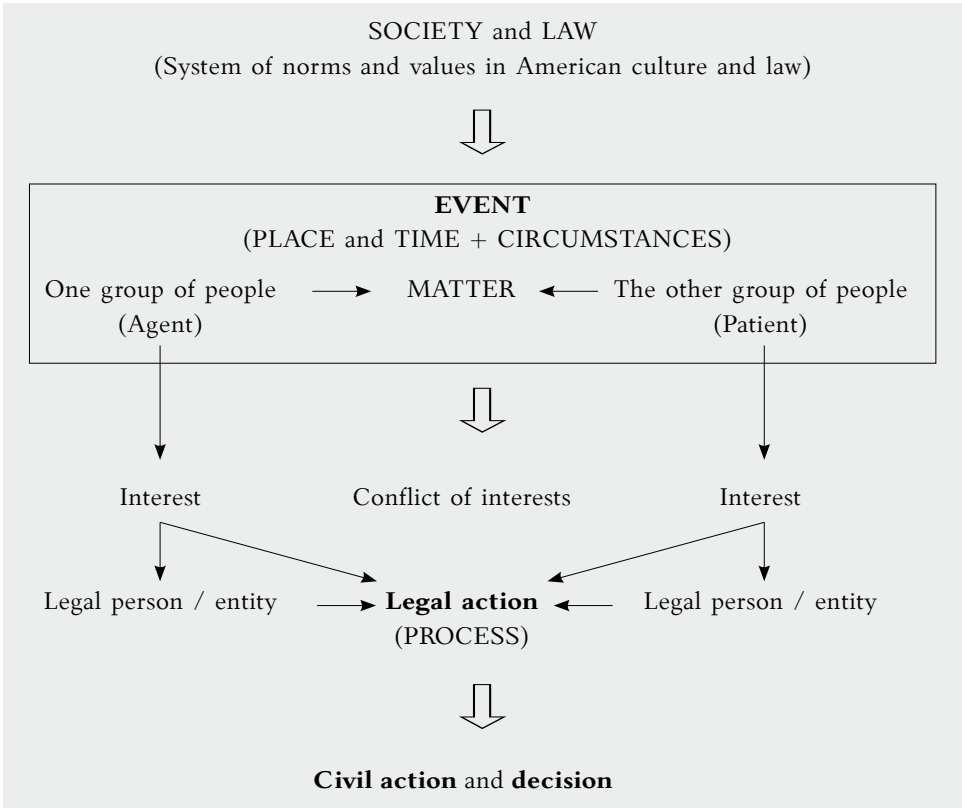 SOCIETY and LAW
(System of norms and values in American culture and law)
EVENT
(PLACE and TIME + CIRCUMSTANCES)
One group of people
(Agent)
MATTER
The other group of people
(Patient)
Interest
Conflict of interests
Interest
Legal person / entity
Legal action
(PROCESS)
Legal person / entity
Civil action and decision